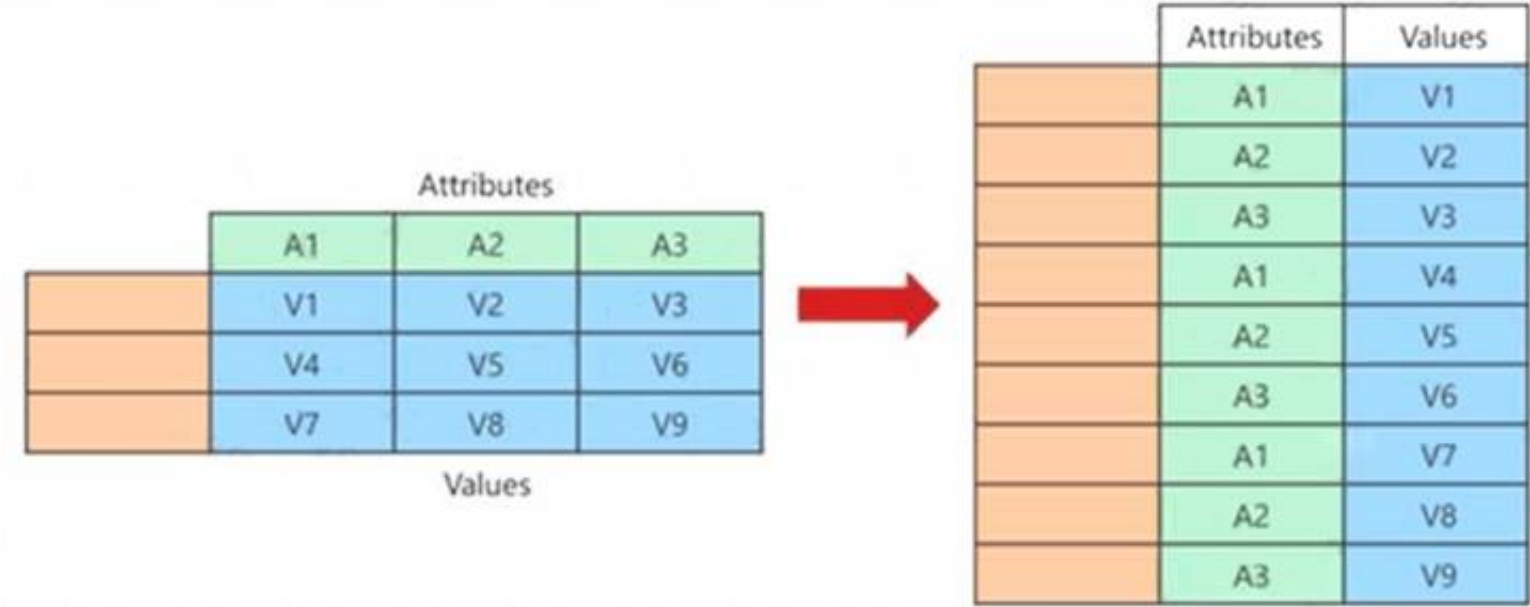 Attributes
A1 A2 A3
V1 V2 V3
V4 V5 V6
V7 V8 V9
Values
Attributes Values
A1 V1
A2 V2
A3 V3
A1 V4
A2 V5
A3 V6
A1 V7
A2 V8
A3 V9